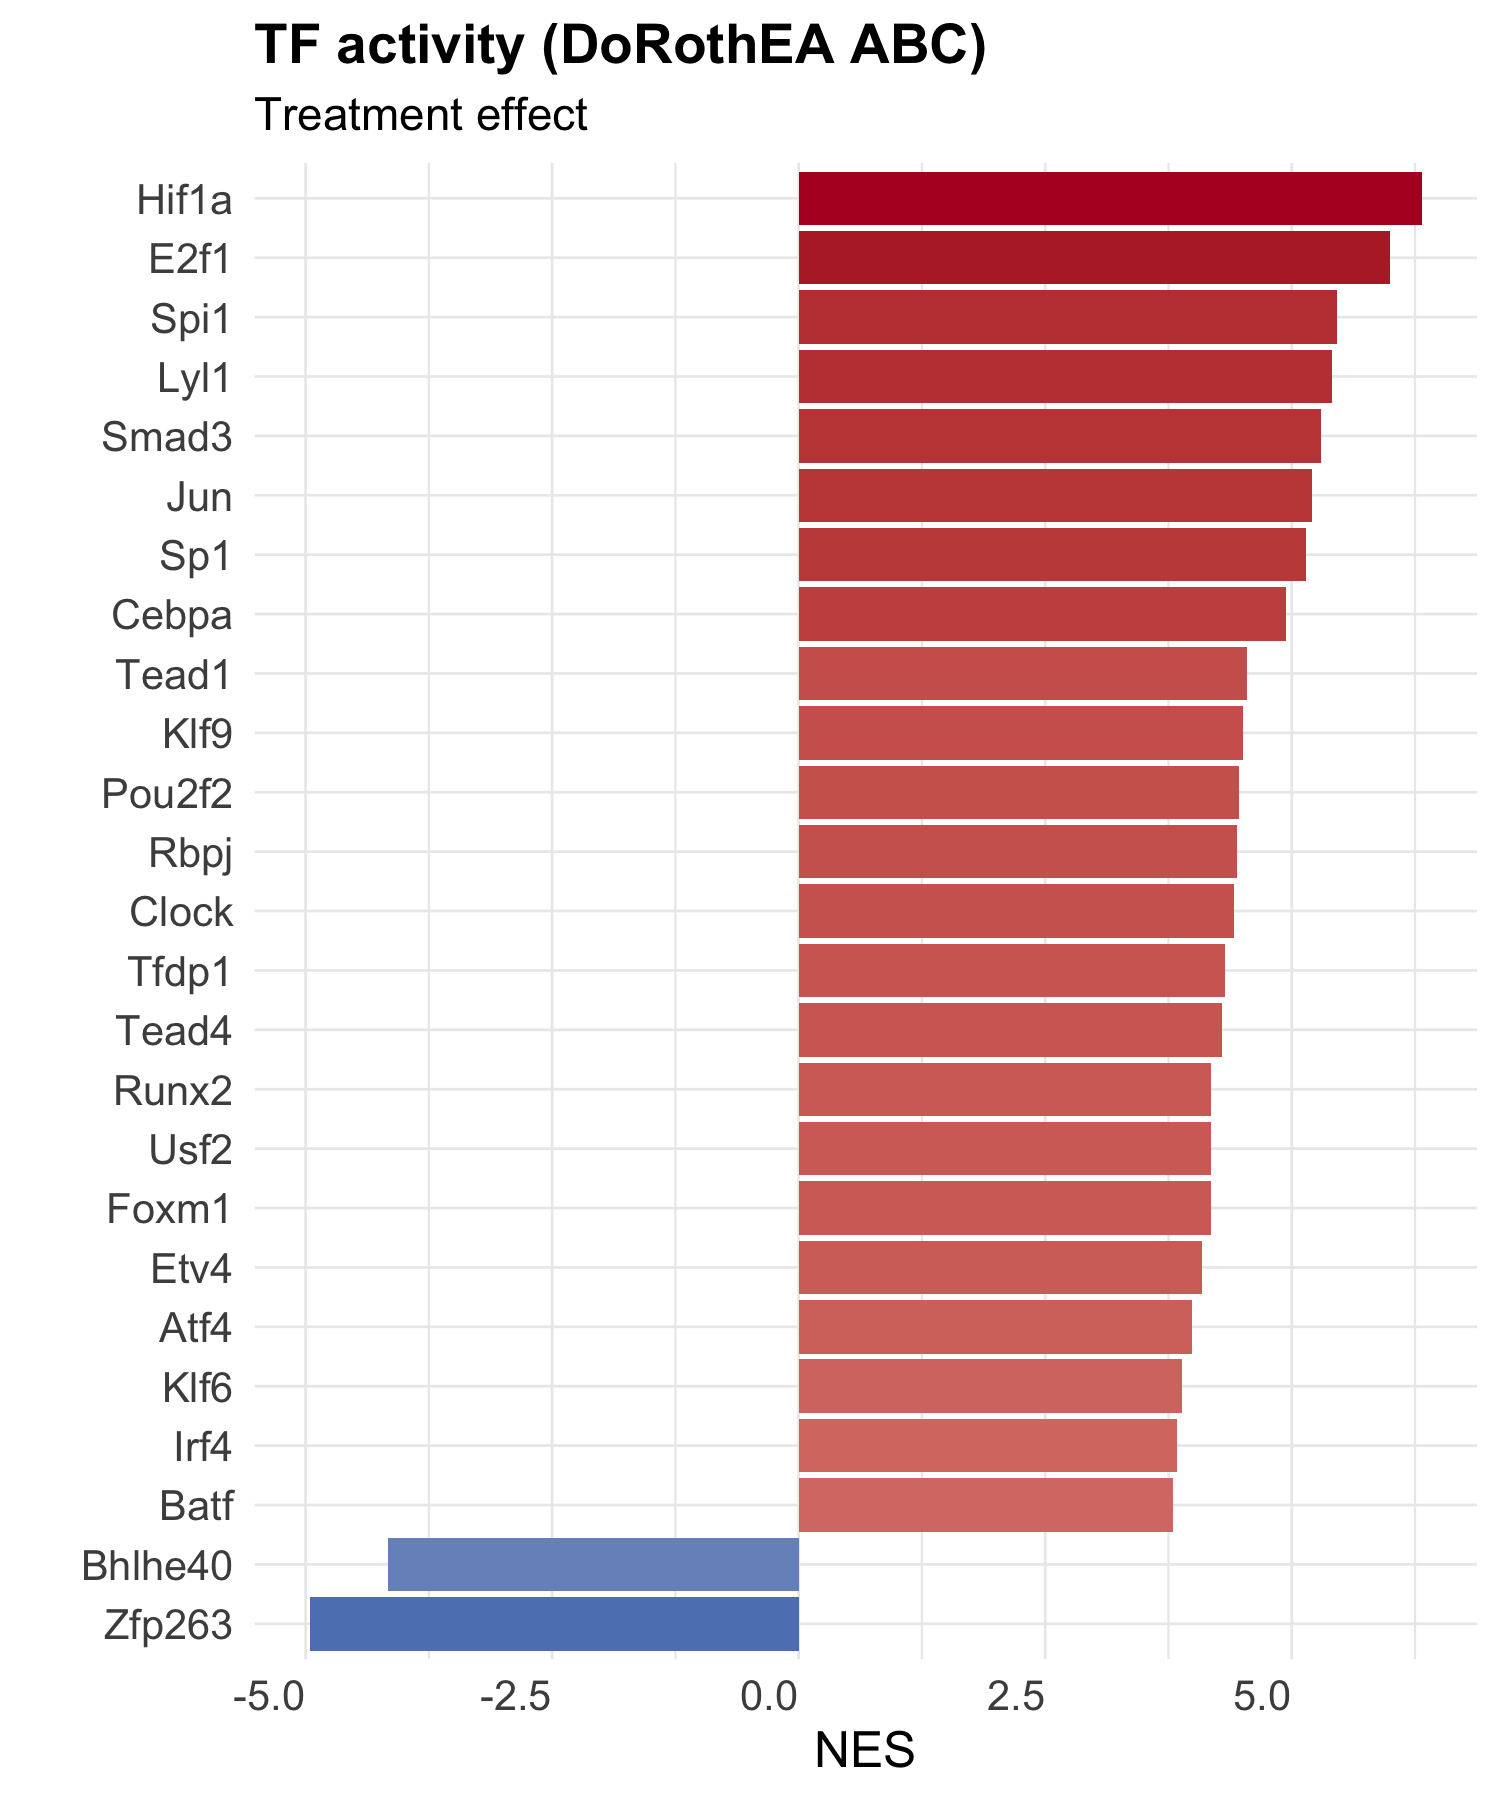 TF activity (DoRothEA ABC)
Treatment effect
Hif1a
E2f1
Spi1
Lyl1
Smad3
Jun
Sp1
Cebpa
Tead1
Klf9
Pou2f2
Rbpj
Clock
Tfdp1
Tead4
Runx2
Usf2
Foxm1
Etv4
Atf4
Klf6
Irf4
Batf
Bhlhe40
Zfp263
-5.0 -2.5 0.0 2.5 5.0
NES